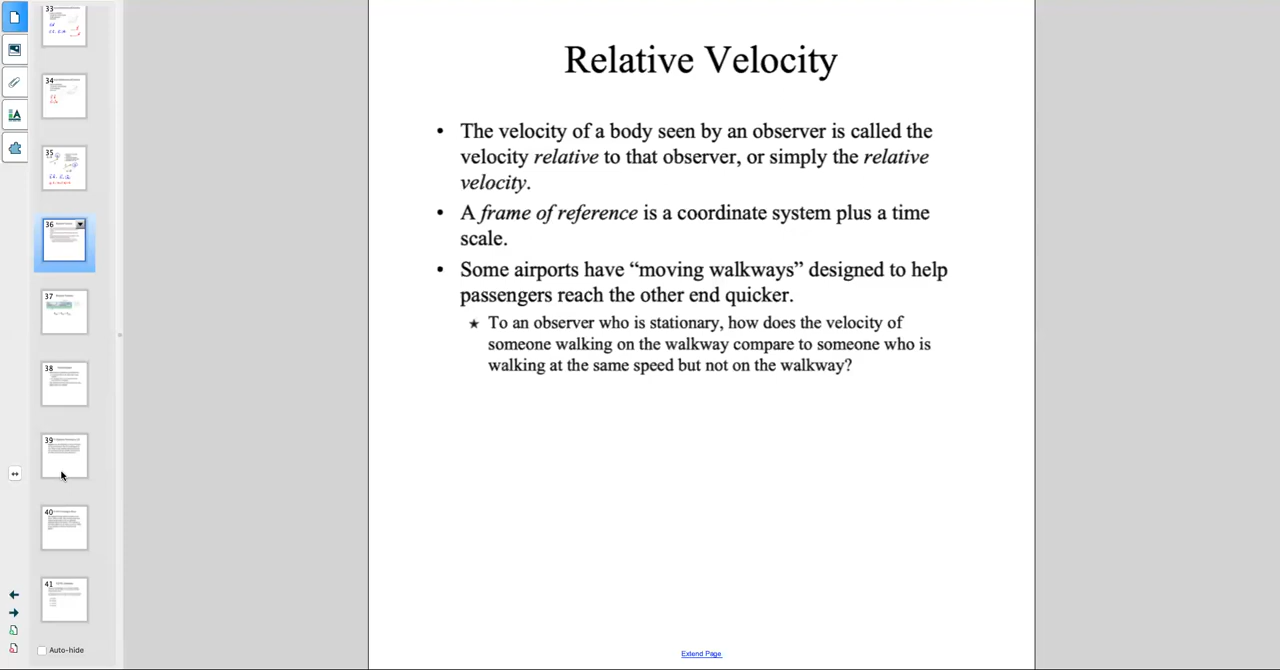 33
34
35
36
37
38
39
40
41
Auto-hide
Relative Velocity
• The velocity of a body seen by an observer is called the
velocity relative to that observer, or simply the relative
velocity.
• A frame of reference is a coordinate system plus a time
scale.
• Some airports have “moving walkways” designed to help
passengers reach the other end quicker.
★ To an observer who is stationary, how does the velocity of
someone walking on the walkway compare to someone who is
walking at the same speed but not on the walkway?
Extend Page